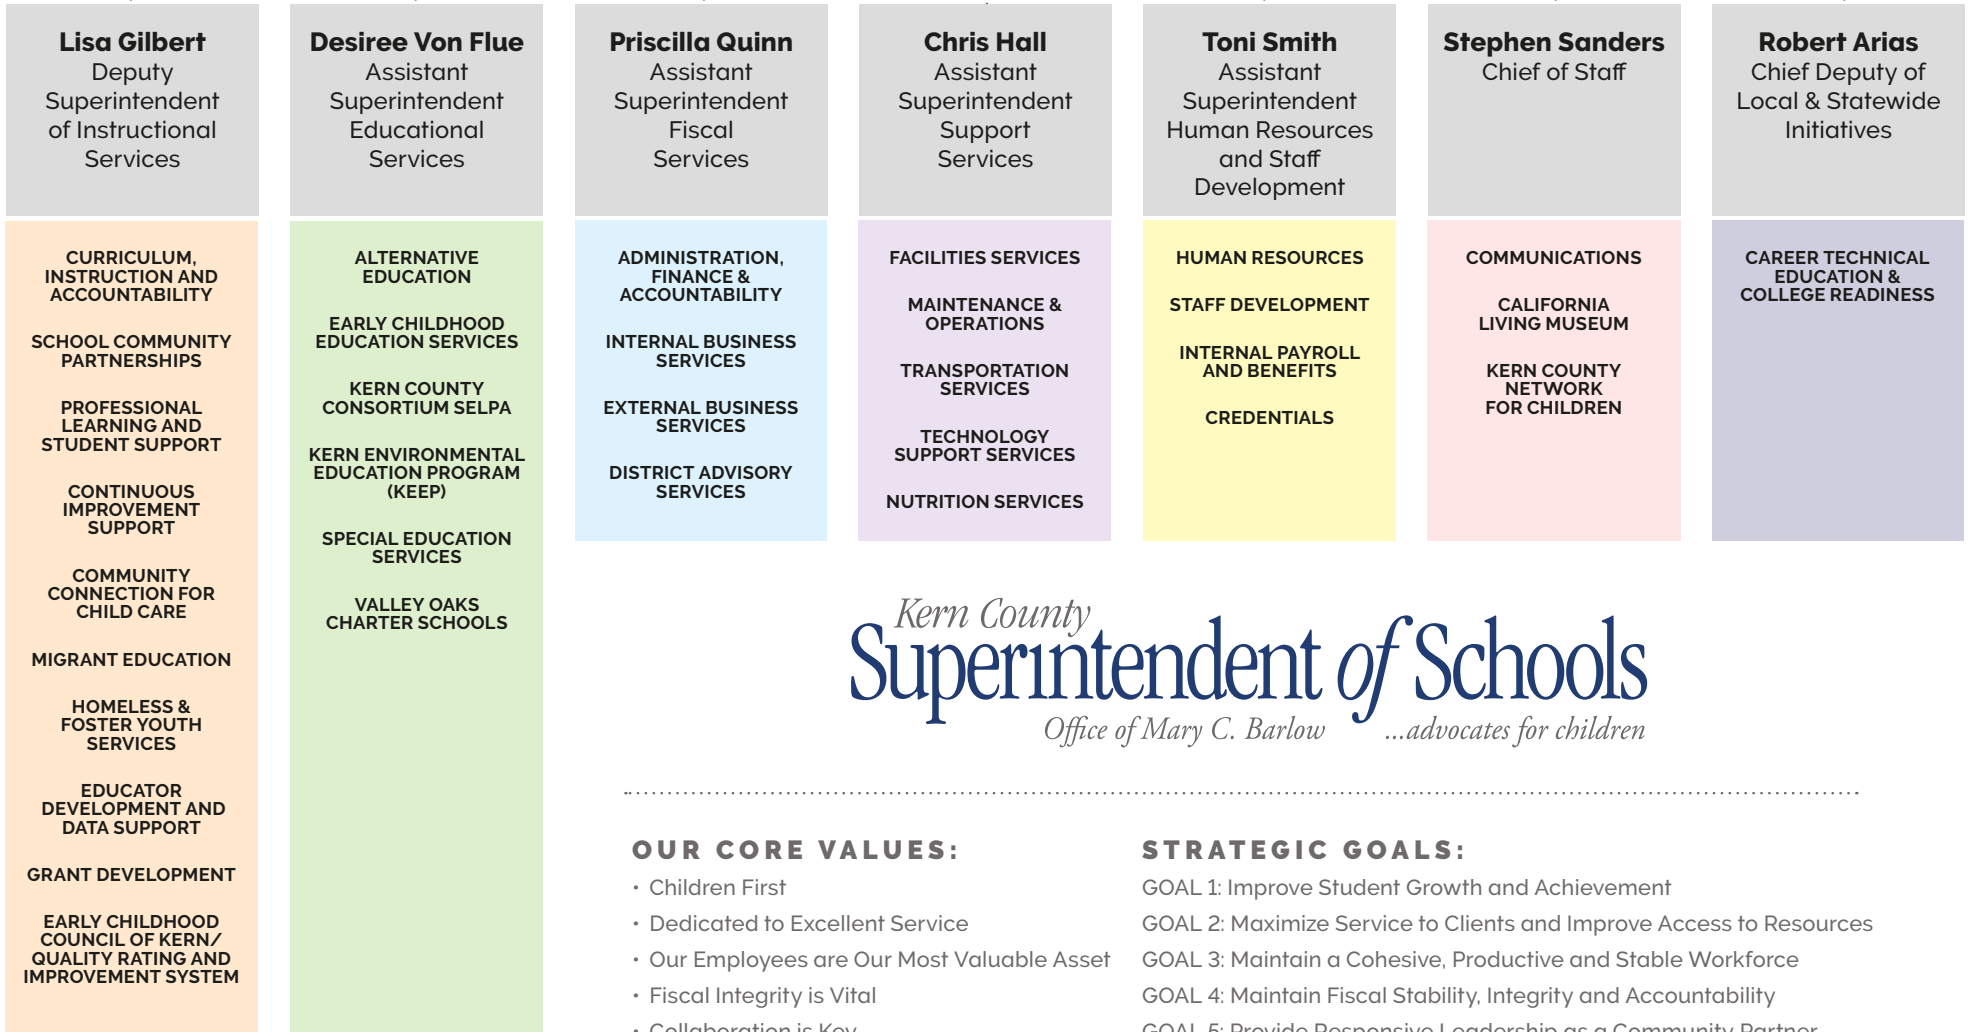 Lisa Gilbert
Deputy
Superintendent
of Instructional
Services
CURRICULUM,
INSTRUCTION AND
ACCOUNTABILITY
SCHOOL COMMUNITY
PARTNERSHIPS
PROFESSIONAL
LEARNING AND
STUDENT SUPPORT
CONTINUOUS
IMPROVEMENT
SUPPORT
COMMUNITY
CONNECTION FOR
CHILD CARE
MIGRANT EDUCATION
HOMELESS &
FOSTER YOUTH
SERVICES
EDUCATOR
DEVELOPMENT AND
DATA SUPPORT
GRANT DEVELOPMENT
EARLY CHILDHOOD
COUNCIL OF KERN/
QUALITY RATING AND
IMPROVEMENT SYSTEM
Desiree Von Flue
Assistant
Superintendent
Educational
Services
ALTERNATIVE
EDUCATION
EARLY CHILDHOOD
EDUCATION SERVICES
KERN COUNTY
CONSORTIUM SELPA
KERN ENVIRONMENTAL
EDUCATION PROGRAM
(KEEP)
SPECIAL EDUCATION
SERVICES
VALLEY OAKS
CHARTER SCHOOLS
Priscilla Quinn
Assistant
Superintendent
Fiscal
Services
ADMINISTRATION,
FINANCE &
ACCOUNTABILITY
INTERNAL BUSINESS
SERVICES
EXTERNAL BUSINESS
SERVICES
DISTRICT ADVISORY
SERVICES
Chris Hall
Assistant
Superintendent
Support
Services
FACILITIES SERVICES
MAINTENANCE &
OPERATIONS
TRANSPORTATION
SERVICES
TECHNOLOGY
SUPPORT SERVICES
NUTRITION SERVICES
Toni Smith
Assistant
Superintendent
Human Resources
and Staff
Development
HUMAN RESOURCES
STAFF DEVELOPMENT
INTERNAL PAYROLL
AND BENEFITS
CREDENTIALS
Stephen Sanders
Chief of Staff
COMMUNICATIONS
CALIFORNIA
LIVING MUSEUM
KERN COUNTY
NETWORK
FOR CHILDREN
Robert Arias
Chief Deputy of
Local & Statewide
Initiatives
CAREER TECHNICAL
EDUCATION &
COLLEGE READINESS
Kern County
Superintendent of Schools
Office of Mary C. Barlow ...advocates for children
OUR CORE VALUES:
• Children First
• Dedicated to Excellent Service
• Our Employees are Our Most Valuable Asset
• Fiscal Integrity is Vital
• Collaboration is Key
STRATEGIC GOALS:
GOAL 1: Improve Student Growth and Achievement
GOAL 2: Maximize Service to Clients and Improve Access to Resources
GOAL 3: Maintain a Cohesive, Productive and Stable Workforce
GOAL 4: Maintain Fiscal Stability, Integrity and Accountability
GOAL 5: Provide Responsive Leadership as a Community Partner